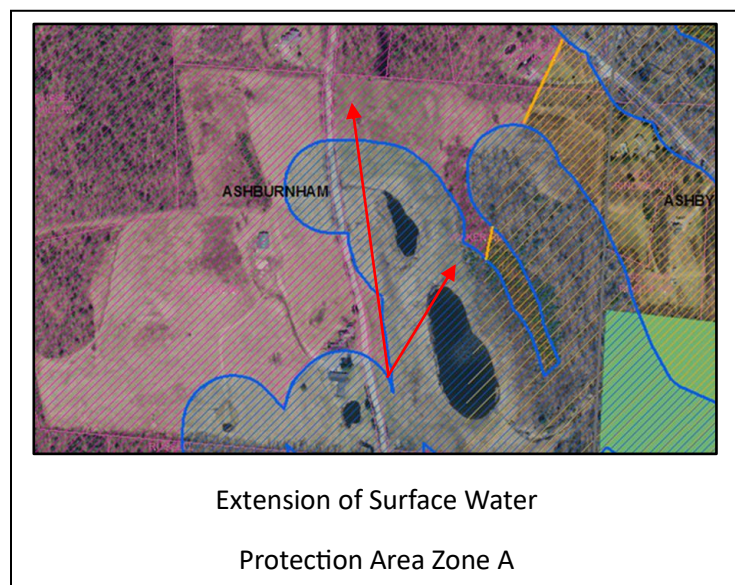 ASHBURNHAM
ASHBY
Extension of Surface Water
Protection Area Zone A